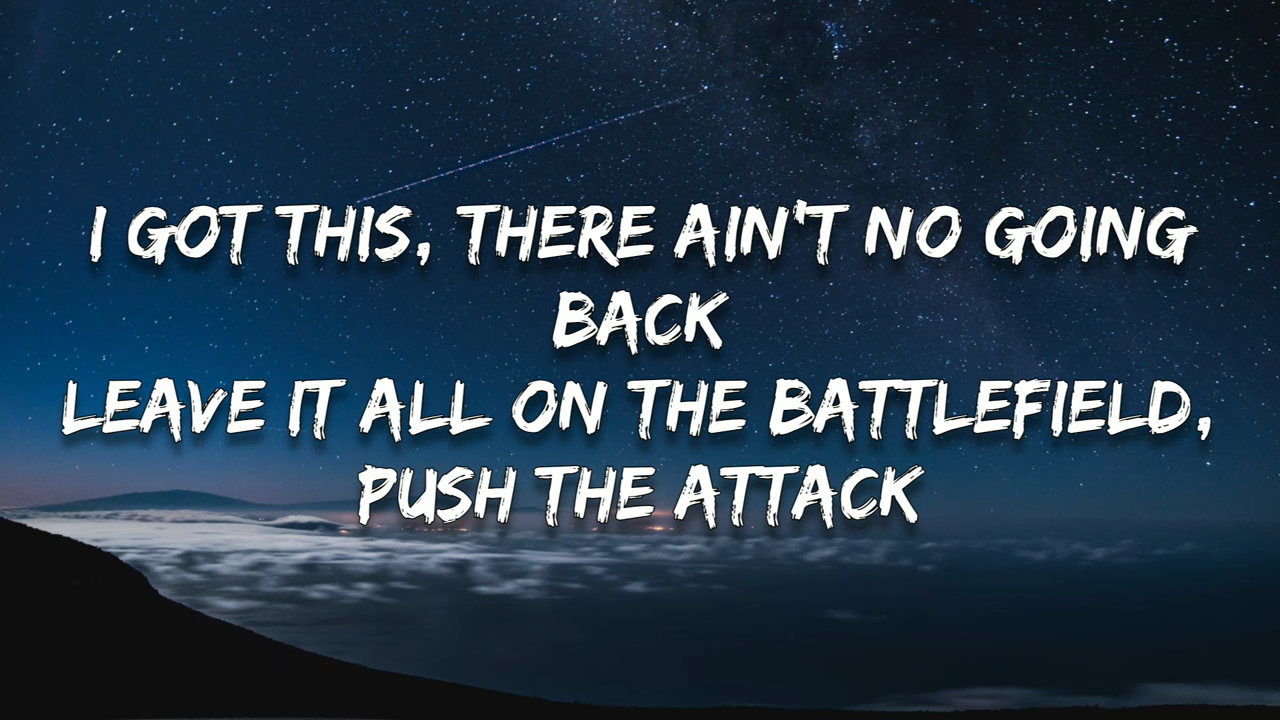 I GOT THIS, THERE AIN'T NO GOING
BACK
LEAVE IT ALL ON THE BATTLEFIELD,
PUSH THE ATTACK